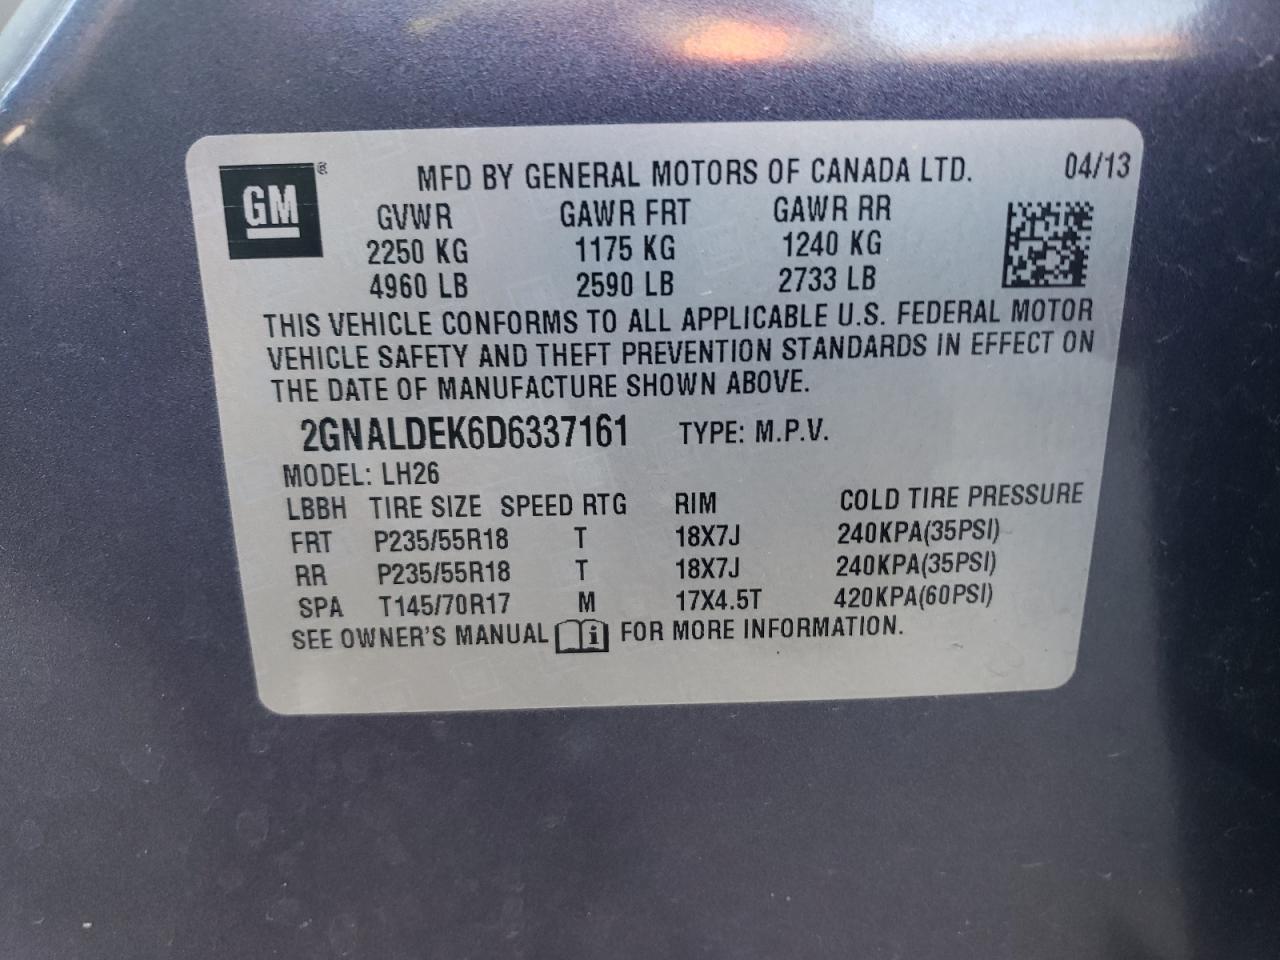 GM®
MFD BY GENERAL MOTORS OF CANADA LTD. 04/13
GVWR GAWR FRT GAWR RR
2250 KG 1175 KG 1240 KG
4960 LB 2590 LB 2733 LB
THIS VEHICLE CONFORMS TO ALL APPLICABLE U.S. FEDERAL MOTOR
VEHICLE SAFETY AND THEFT PREVENTION STANDARDS IN EFFECT ON
THE DATE OF MANUFACTURE SHOWN ABOVE.
2GNALDEK6D6337161 TYPE: M.P.V.
MODEL: LH26
LBBH TIRE SIZE SPEED RTG RIM COLD TIRE PRESSURE
FRT P235/55R18 T 18X7J 240KPA(35PSI)
RR P235/55R18 T 18X7J 240KPA(35PSI)
SPA T145/70R17 M 17X4.5T 420KPA(60PSI)
SEE OWNER'S MANUAL i FOR MORE INFORMATION.